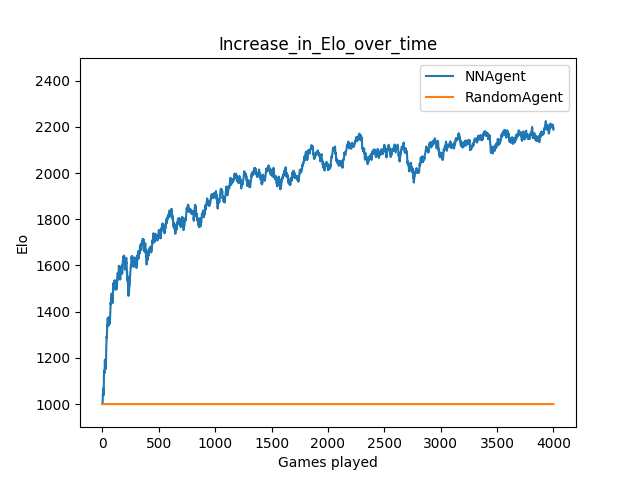 Increase_in_Elo_over_time
NNAgent
RandomAgent
Elo
2400
2200
2000
1800
1600
1400
1200
1000
0 500 1000 1500 2000 2500 3000 3500 4000
Games played